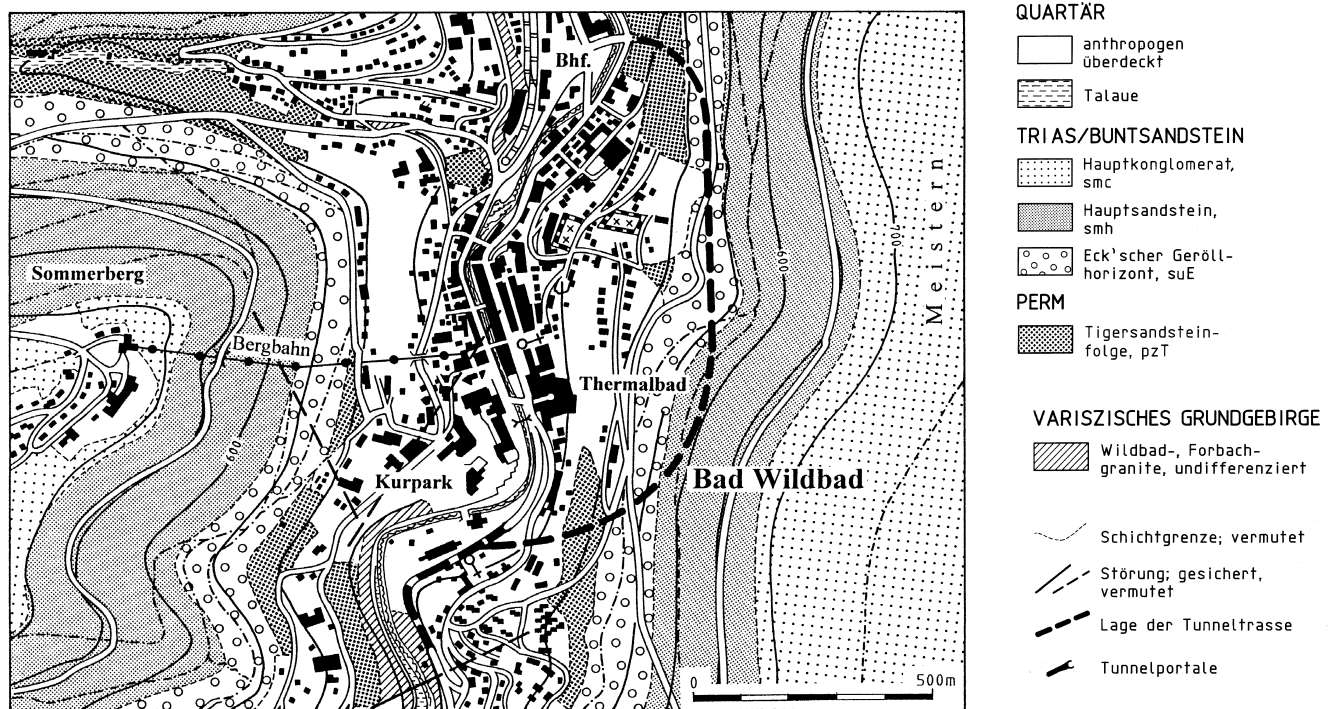 Bhf.
Sommerberg
Bergbahn
Thermalbad
Kurpark
Bad Wildbad
Meistern
600
600
700
0
500m
QUARTÄR
anthropogen
überdeckt
Talaue
TRIAS/BUNTSANDSTEIN
Hauptkonglomerat,
smc
Hauptsandstein,
smh
Eck'scher Geröll-
horizont, suE
PERM
Tigersandstein-
folge, pzT
VARISZISCHES GRUNDGEBIRGE
Wildbad-, Forbach-
granite, undifferenziert
Schichtgrenze; vermutet
Störung; gesichert,
vermutet
Lage der Tunneltrasse
Tunnelportale